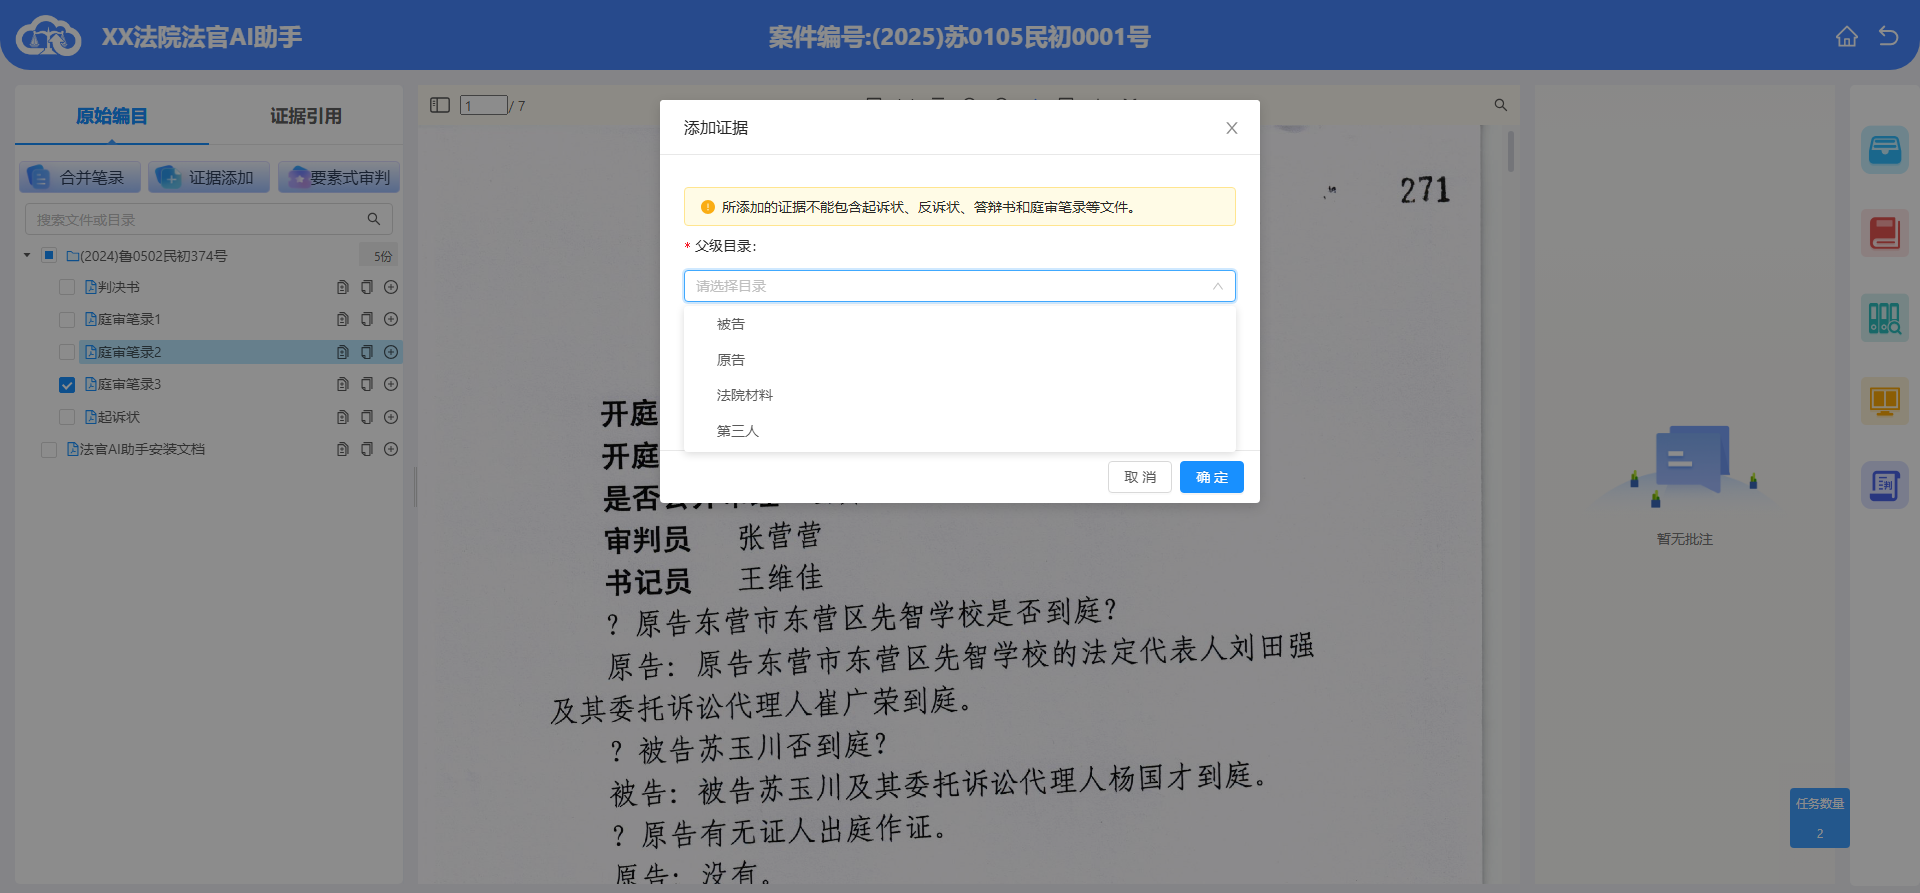 XX法院法官AI助手
案件编号:(2025)苏0105民初0001号
原始编目
证据引用
合并笔录
证据添加
要素式审判
搜索文件或目录
(2024)鲁0502民初374号
5份
判决书
庭审笔录1
庭审笔录2
庭审笔录3
起诉状
法官AI助手安装文档
1 / 7
添加证据
所添加的证据不能包含起诉状、反诉状、答辩书和庭审笔录等文件。
* 父级目录:
请选择目录
被告
原告
法院材料
第三人
取 消
确 定
271
开庭
开庭
是否
审判员 张营营
书记员 王维佳
？原告东营市东营区先智学校是否到庭？
原告：原告东营市东营区先智学校的法定代表人刘田强
及其委托诉讼代理人崔广荣到庭。
？被告苏玉川否到庭？
被告：被告苏玉川及其委托诉讼代理人杨国才到庭。
？原告有无证人出庭作证。
原告：没有。
暂无批注
任务数量
2